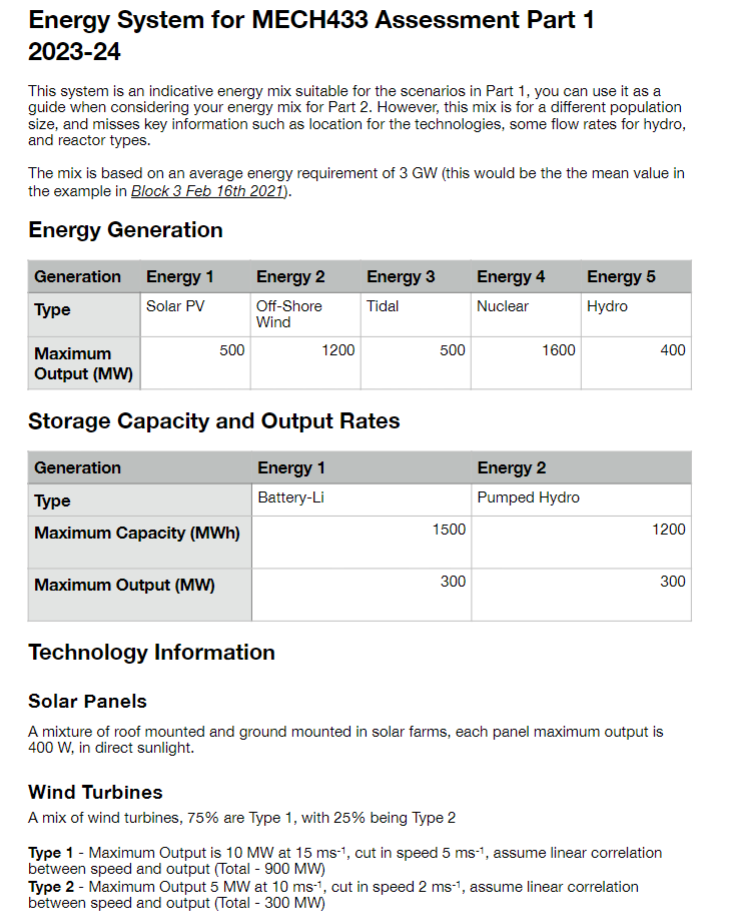 Energy System for MECH433 Assessment Part 1
2023-24
This system is an indicative energy mix suitable for the scenarios in Part 1, you can use it as a
guide when considering your energy mix for Part 2. However, this mix is for a different population
size, and misses key information such as location for the technologies, some flow rates for hydro,
and reactor types.
The mix is based on an average energy requirement of 3 GW (this would be the the mean value in
the example in Block 3 Feb 16th 2021).
Energy Generation
Generation Energy 1 Energy 2 Energy 3 Energy 4 Energy 5
Type Solar PV Off-Shore Wind Tidal Nuclear Hydro
Maximum Output (MW) 500 1200 500 1600 400
Storage Capacity and Output Rates
Generation Energy 1 Energy 2
Type Battery-Li Pumped Hydro
Maximum Capacity (MWh) 1500 1200
Maximum Output (MW) 300 300
Technology Information
Solar Panels
A mixture of roof mounted and ground mounted in solar farms, each panel maximum output is
400 W, in direct sunlight.
Wind Turbines
A mix of wind turbines, 75% are Type 1, with 25% being Type 2
Type 1 - Maximum Output is 10 MW at 15 ms⁻¹, cut in speed 5 ms⁻¹, assume linear correlation
between speed and output (Total - 900 MW)
Type 2 - Maximum Output 5 MW at 10 ms⁻¹, cut in speed 2 ms⁻¹, assume linear correlation
between speed and output (Total - 300 MW)